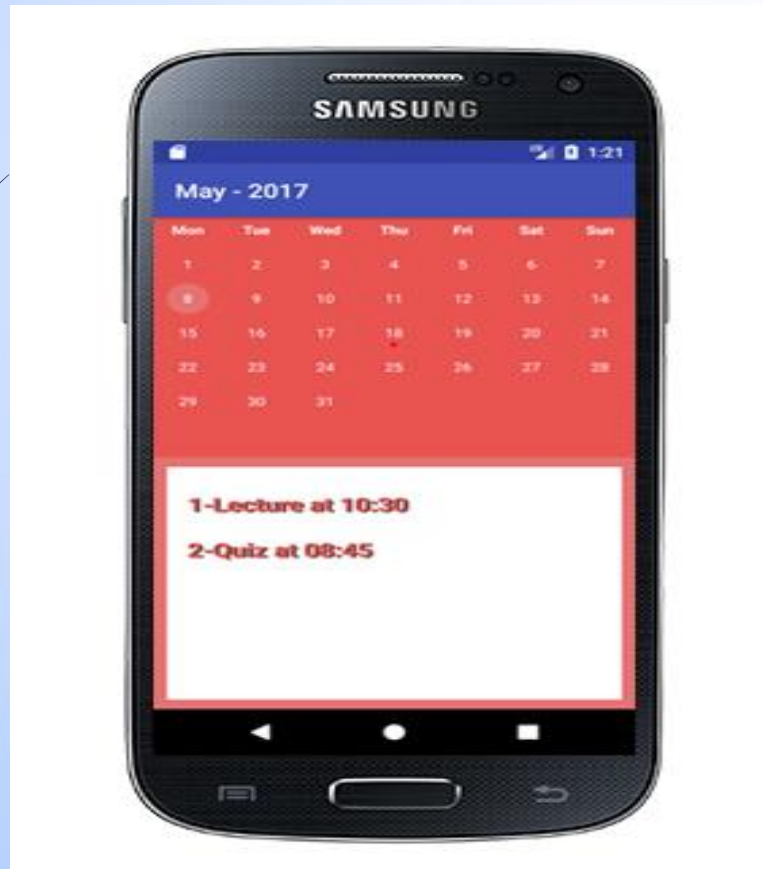 SAMSUNG
1:21
May - 2017
Mon Tue Wed Thu Fri Sat Sun
1 2 3 4 5 6 7
8 9 10 11 12 13 14
15 16 17 18 19 20 21
22 23 24 25 26 27 28
29 30 31
1-Lecture at 10:30
2-Quiz at 08:45